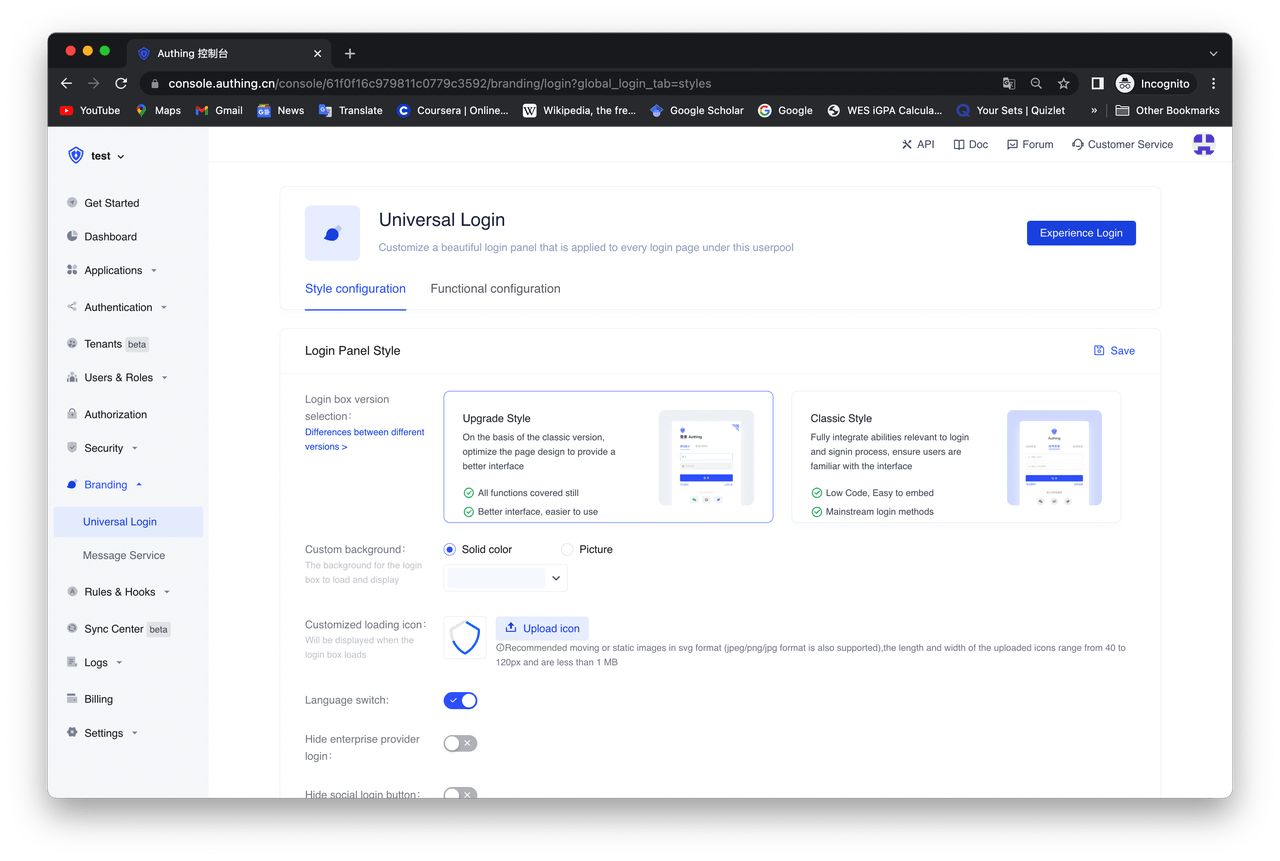 Authing 控制台
console.authing.cn/console/61f0f16c979811c0779c3592/branding/login?global_login_tab=styles
Incognito
YouTube
Maps
Gmail
News
Translate
Coursera | Online...
Wikipedia, the fre...
Google Scholar
Google
WES iGPA Calcula...
Your Sets | Quizlet
»
Other Bookmarks
test
API
Doc
Forum
Customer Service
Get Started
Dashboard
Applications
Authentication
Tenants beta
Users & Roles
Authorization
Security
Branding
Universal Login
Message Service
Rules & Hooks
Sync Center beta
Logs
Billing
Settings
Universal Login
Customize a beautiful login panel that is applied to every login page under this userpool
Experience Login
Style configuration
Functional configuration
Login Panel Style
Save
Login box version
selection：
Differences between different
versions >
Upgrade Style
On the basis of the classic version,
optimize the page design to provide a
better interface
All functions covered still
Better interface, easier to use
登录 Authing
Classic Style
Fully integrate abilities relevant to login
and signin process, ensure users are
familiar with the interface
Low Code, Easy to embed
Mainstream login methods
Authing
Custom background：
The background for the login
box to load and display
Solid color
Picture
Customized loading icon：
Will be displayed when the
login box loads
Upload icon
Recommended moving or static images in svg format (jpeg/png/jpg format is also supported),the length and width of the uploaded icons range from 40 to
120px and are less than 1 MB
Language switch:
Hide enterprise provider
login：
Hide social login button：